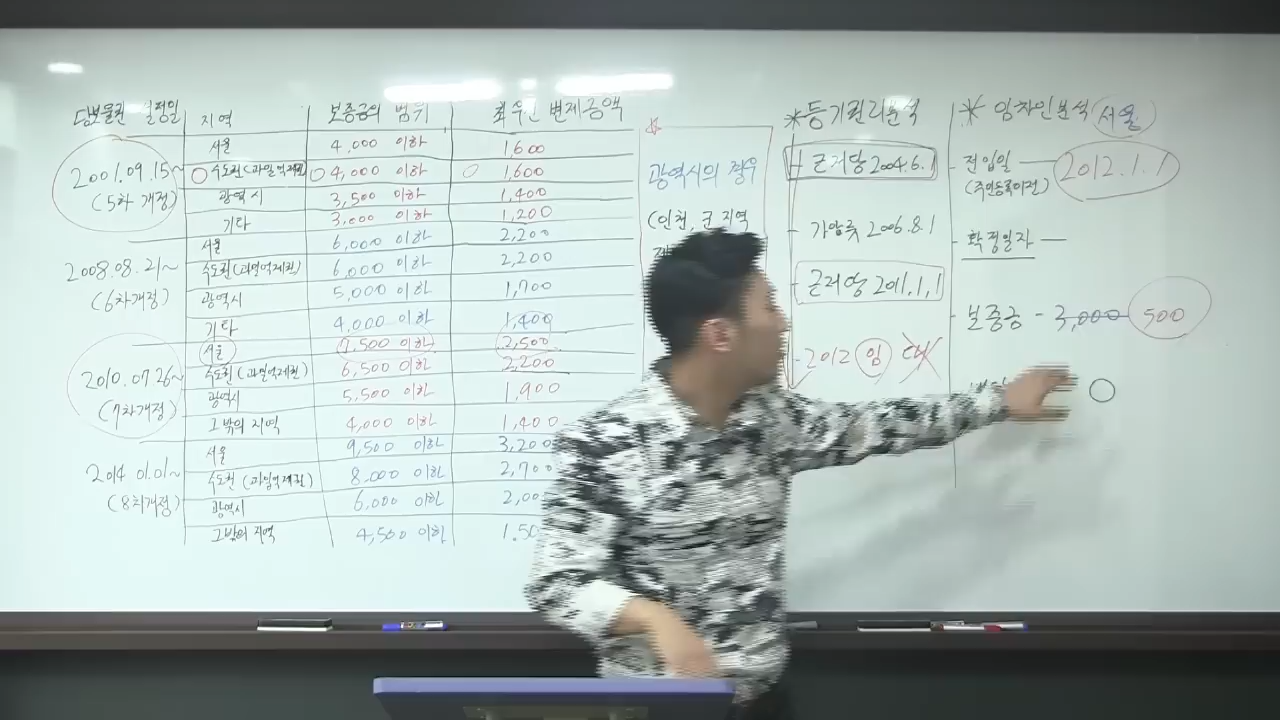 담보물권 설정일 지역 보증금의 범위 최우선 변제금액
2001.09.15~ (5차 개정)
서울 4,000 이하 1,600
수도권(과밀억제권) 4,000 이하 1,600
광역시 3,500 이하 1,400
기타 3,000 이하 1,200
2008.08.21~ (6차개정)
서울 6,000 이하 2,200
수도권(과밀억제권) 6,000 이하 2,200
광역시 5,000 이하 1,700
기타 4,000 이하 1,400
2010.07.26~ (7차개정)
서울 7,500 이하 2,500
수도권(과밀억제권) 6,500 이하 2,200
광역시 5,500 이하 1,900
그밖의 지역 4,000 이하 1,400
2014.01.01~ (8차개정)
서울 9,500 이하 3,200
수도권(과밀억제권) 8,000 이하 2,700
광역시 6,000 이하 2,00
그밖의 지역 4,500 이하 1,50
광역시의 경우
(인천, 군 지역
*등기권리분석
근저당 2004.6.1
가압류 2006.8.1
근저당 2011.1.1
-2012 임
* 임차인분석 서울
- 전입일 — 2012.1.1
(주민등록이전)
- 확정일자 —
- 보증금 - 3,000 500